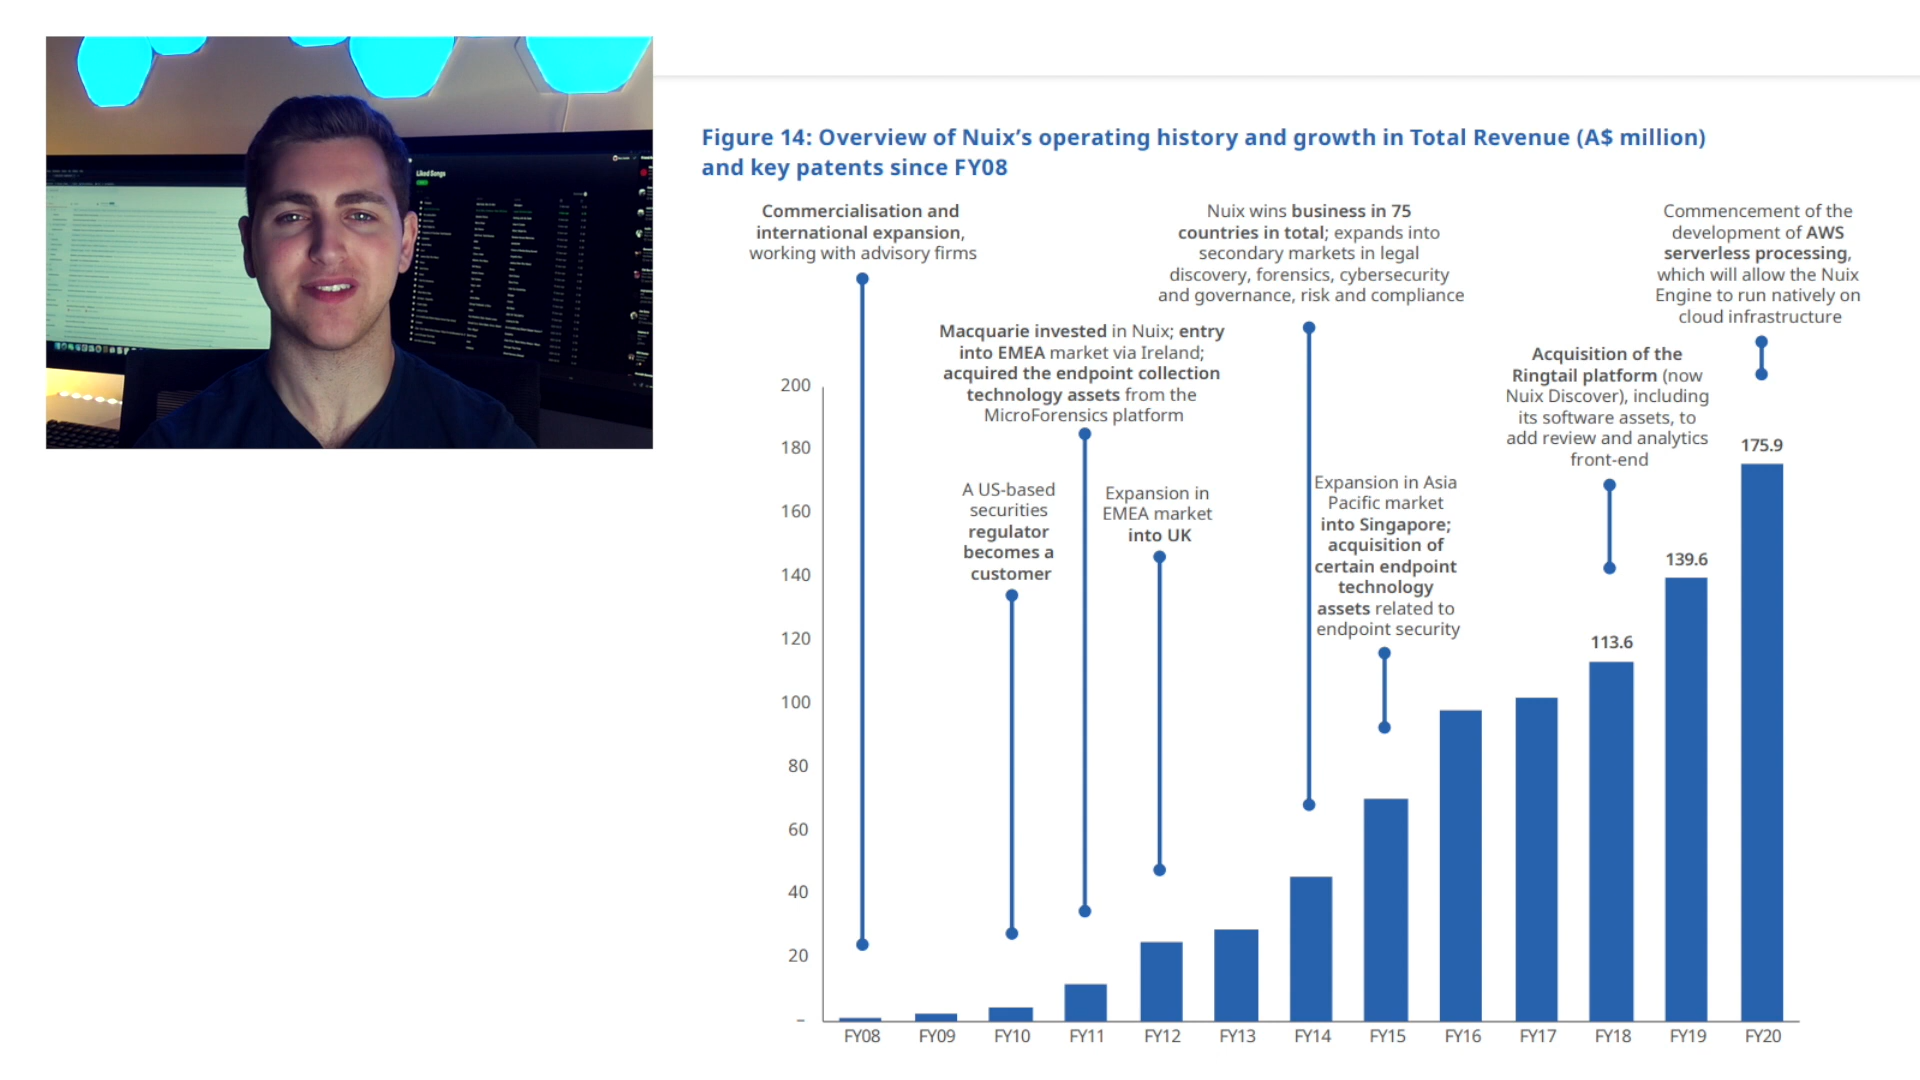 Liked Songs
Figure 14: Overview of Nuix’s operating history and growth in Total Revenue (A$ million)
and key patents since FY08
Commercialisation and
international expansion,
working with advisory firms
Nuix wins business in 75
countries in total; expands into
secondary markets in legal
discovery, forensics, cybersecurity
and governance, risk and compliance
Commencement of the
development of AWS
serverless processing,
which will allow the Nuix
Engine to run natively on
cloud infrastructure
Macquarie invested in Nuix; entry
into EMEA market via Ireland;
acquired the endpoint collection
technology assets from the
MicroForensics platform
Acquisition of the
Ringtail platform (now
Nuix Discover), including
its software assets, to
add review and analytics
front-end
A US-based
securities
regulator
becomes a
customer
Expansion in
EMEA market
into UK
Expansion in Asia
Pacific market
into Singapore;
acquisition of
certain endpoint
technology
assets related to
endpoint security
200
180
160
140
120
100
80
60
40
20
–
113.6
139.6
175.9
FY08 FY09 FY10 FY11 FY12 FY13 FY14 FY15 FY16 FY17 FY18 FY19 FY20